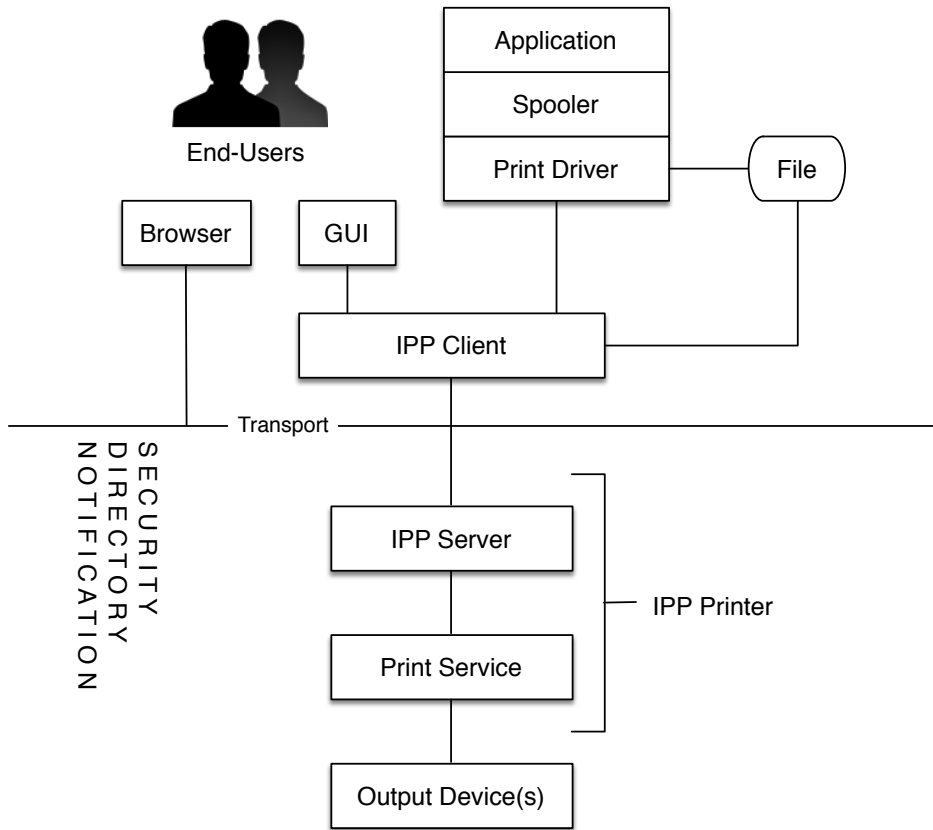 Application
Spooler
End-Users
Print Driver
File
Browser
GUI
IPP Client
Transport
SECURITY
DIRECTORY
NOTIFICATION
IPP Server
IPP Printer
Print Service
Output Device(s)